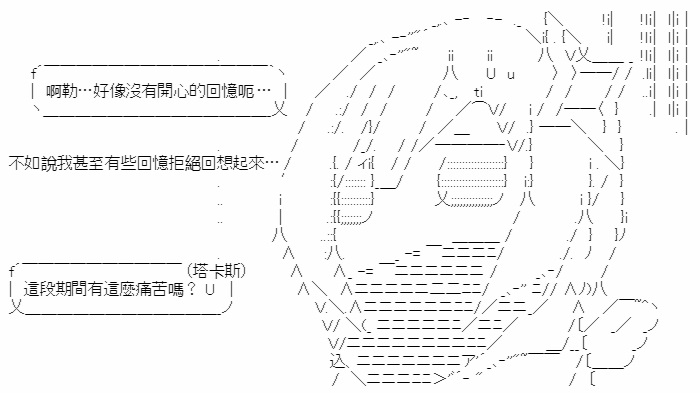 啊勒…好像沒有開心的回憶呃…
不如說我甚至有些回憶拒絕回想起來…
(塔卡斯)
這段期間有這麼痛苦嗎？